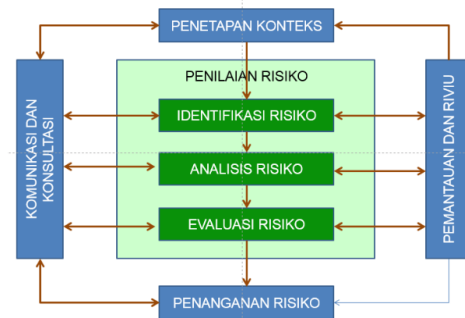 PENETAPAN KONTEKS
PENILAIAN RISIKO
KOMUNIKASI DAN
KONSULTASI
IDENTIFIKASI RISIKO
ANALISIS RISIKO
EVALUASI RISIKO
PEMANTAUAN DAN RIVIU
PENANGANAN RISIKO